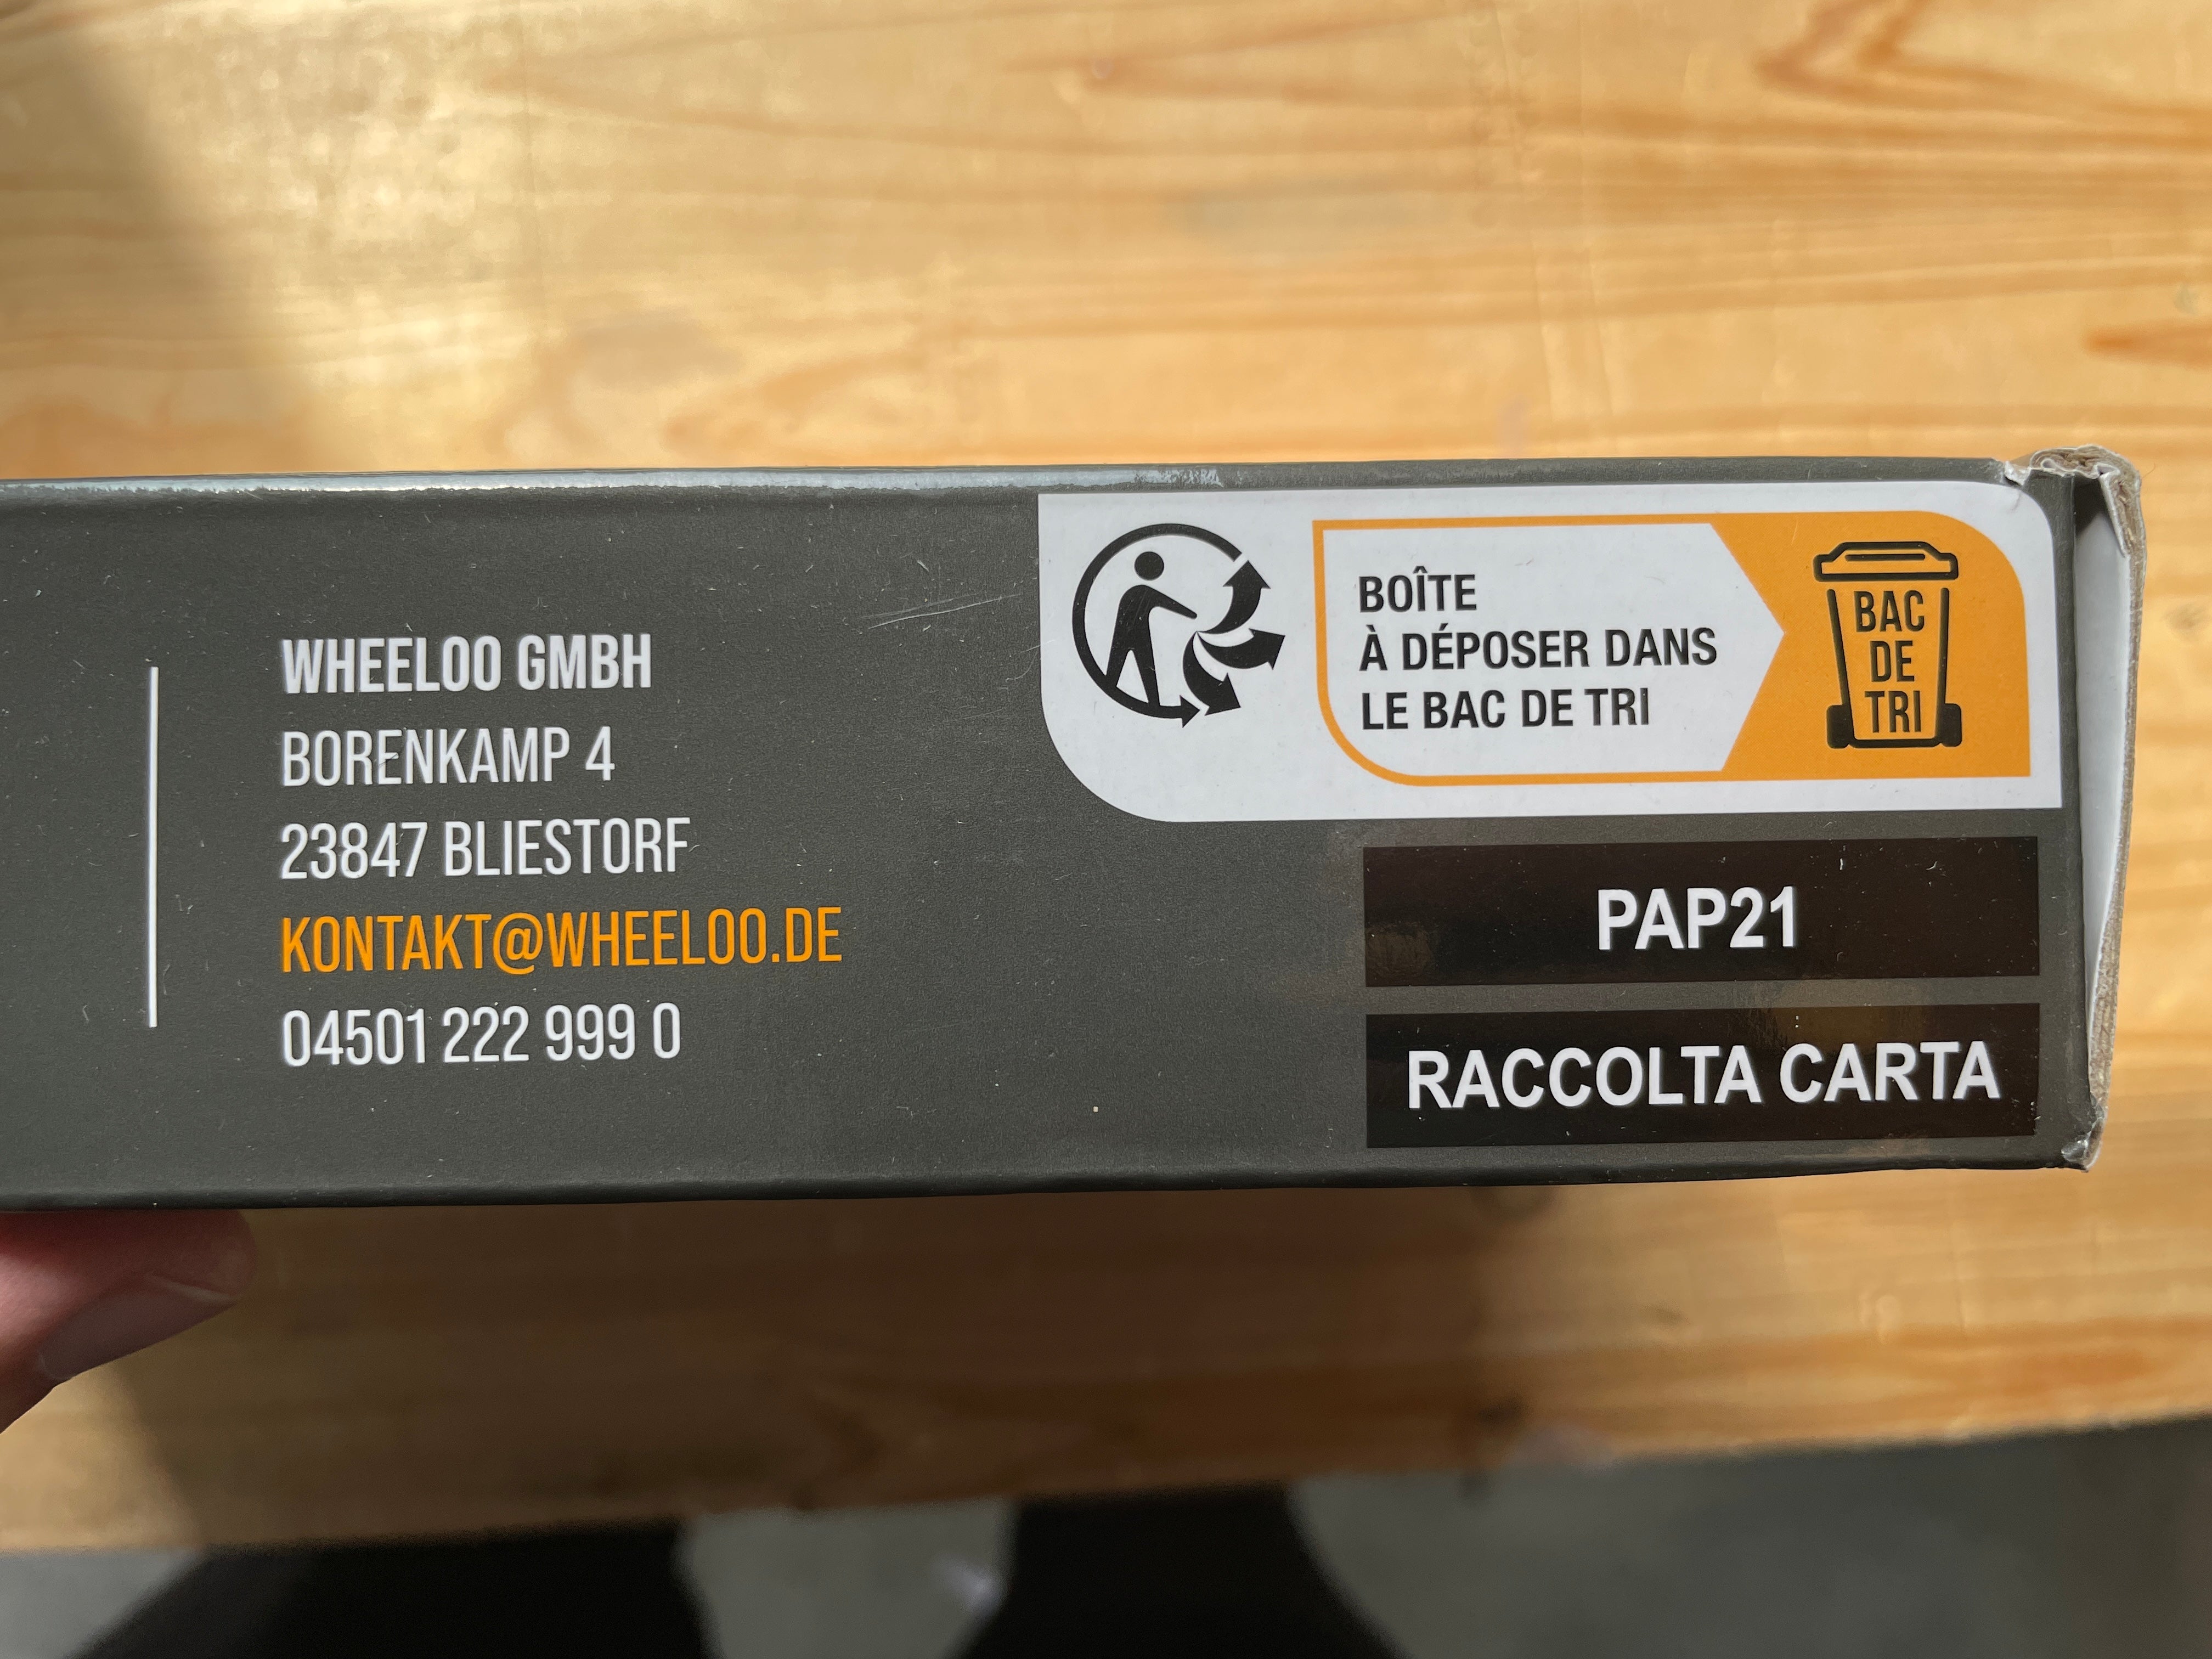 WHEELOO GMBH
BORENKAMP 4
23847 BLIESTORF
KONTAKT@WHEELOO.DE
04501 222 999 0
BOÎTE
À DÉPOSER DANS
LE BAC DE TRI
BAC
DE
TRI
PAP21
RACCOLTA CARTA